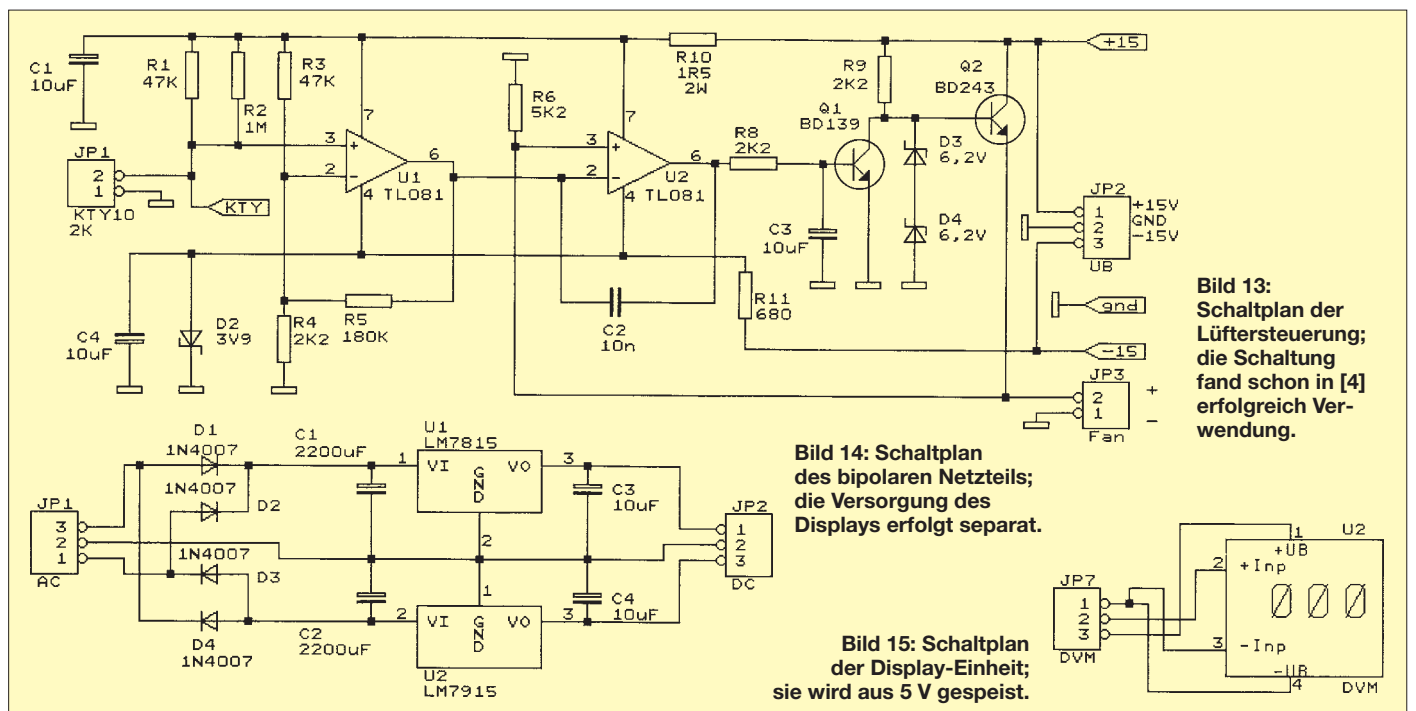 C1
10uF
R1
47K
R2
1M
R3
47K
7
3
+
2
-
6
4
U1
TL081
JP1
2
1
KTY10
2K
KTY
R6
5K2
R10
1R5
2W
7
3
+
2
-
6
4
U2
TL081
R8
2K2
R9
2K2
Q1
BD139
Q2
BD243
+15
D3
6,2V
D4
6,2V
C3
10uF
JP2
1
2
3
+15V
GND
-15V
UB
gnd
-15
C4
10uF
D2
3V9
R4
2K2
R5
180K
C2
10n
R11
680
JP3
2
1
+
-
Fan
Bild 13:
Schaltplan der
Lüftersteuerung;
die Schaltung
fand schon in [4]
erfolgreich Ver-
wendung.
JP1
3
2
1
AC
D1
1N4007
1N4007
D2
1N4007
D3
D4
1N4007
C1
2200uF
C2
2200uF
U1
LM7815
1
VI
GND
VO
3
2
1
2
VI
GND
VO
3
U2
LM7915
C3
10uF
C4
10uF
JP2
1
2
3
DC
Bild 14: Schaltplan
des bipolaren Netzteils;
die Versorgung des
Displays erfolgt separat.
JP7
1
2
3
DVM
1
+UB
U2
2
+Inp
000
3
-Inp
-UB
4
DVM
Bild 15: Schaltplan
der Display-Einheit;
sie wird aus 5 V gespeist.